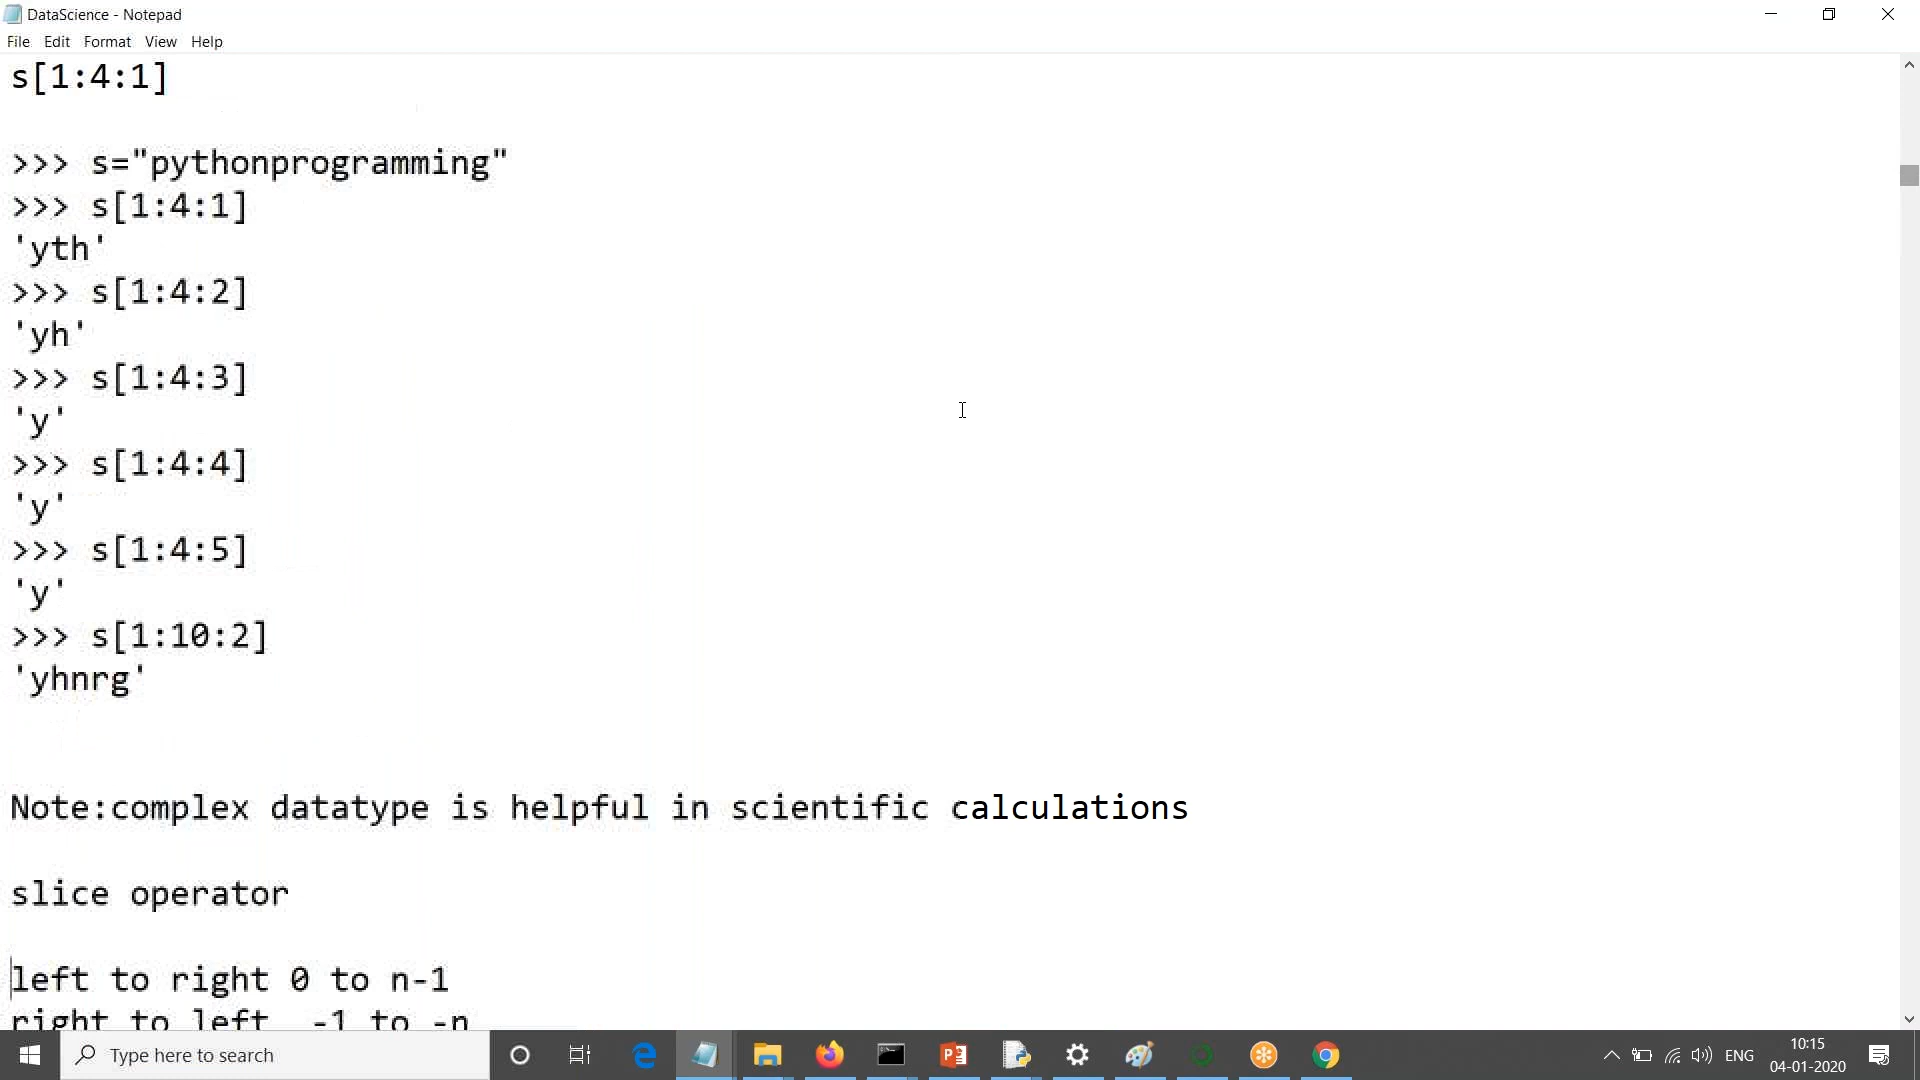 DataScience - Notepad
File Edit Format View Help
s[1:4:1]
>>> s="pythonprogramming"
>>> s[1:4:1]
'yth'
>>> s[1:4:2]
'yh'
>>> s[1:4:3]
'y'
>>> s[1:4:4]
'y'
>>> s[1:4:5]
'y'
>>> s[1:10:2]
'yhnrg'
Note:complex datatype is helpful in scientific calculations
slice operator
left to right 0 to n-1
right to left  -1 to -n
Type here to search
ENG
10:15
04-01-2020